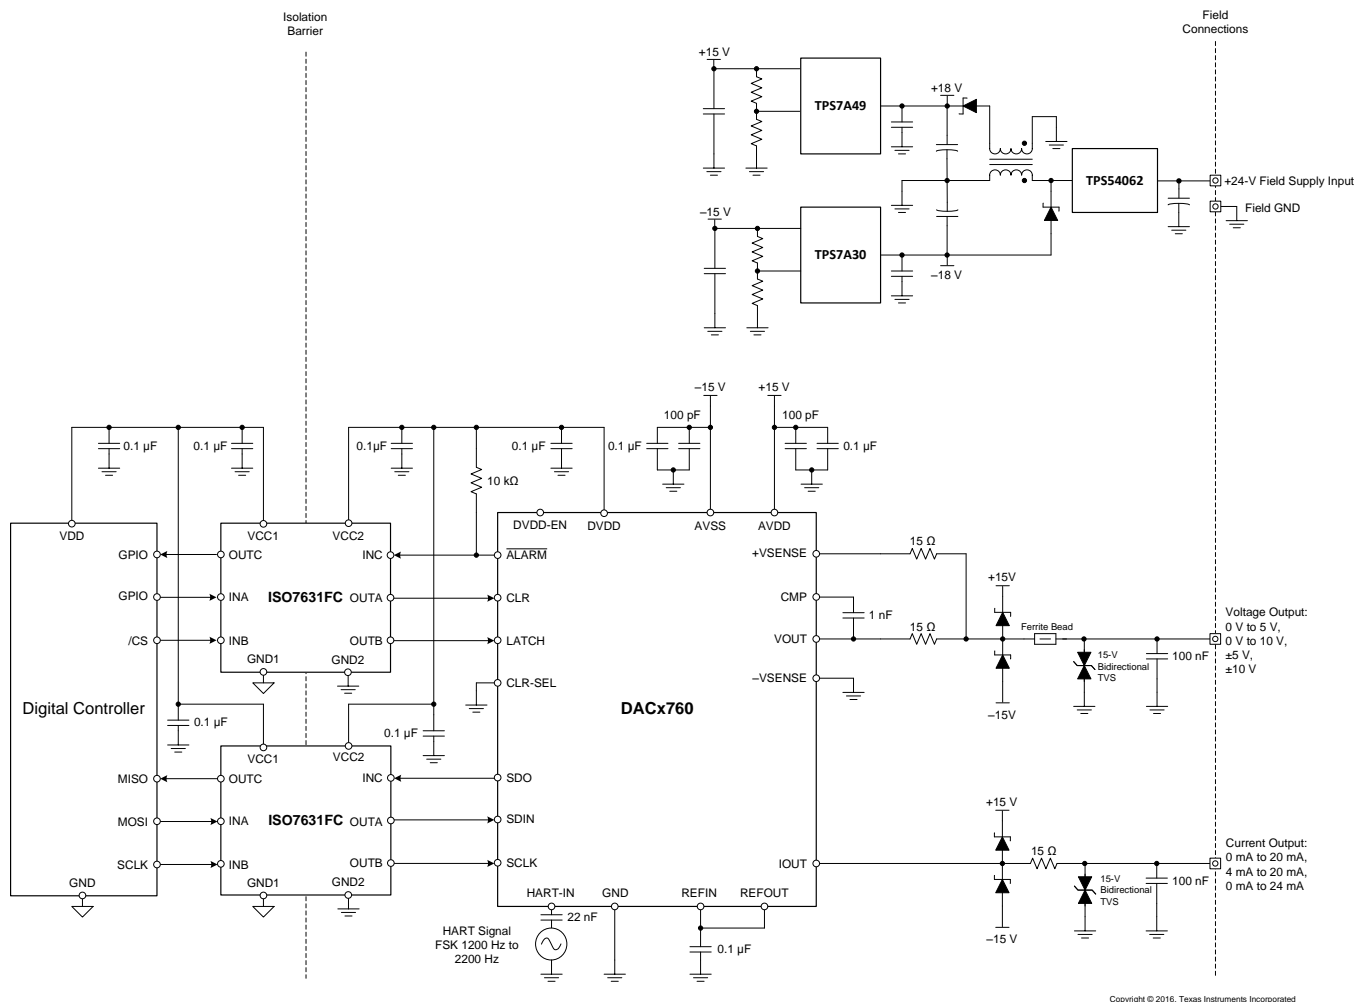 Isolation
Barrier
Field
Connections
+15 V
TPS7A49
+18 V
TPS54062
+24-V Field Supply Input
Field GND
–15 V
TPS7A30
–18 V
–15 V
+15 V
100 pF
100 pF
0.1 µF
0.1 µF
0.1µF
0.1 µF
0.1 µF
0.1 µF
10 kΩ
VDD
VCC1
VCC2
DVDD-EN
DVDD
AVSS
AVDD
GPIO
OUTC
INC
ALARM
+VSENSE
15 Ω
GPIO
INA
ISO7631FC
OUTA
CLR
CMP
1 nF
+15V
Ferrite Bead
Voltage Output:
0 V to 5 V,
0 V to 10 V,
±5 V,
±10 V
/CS
INB
OUTB
LATCH
VOUT
15 Ω
15-V
Bidirectional
TVS
100 nF
GND1
GND2
CLR-SEL
–VSENSE
–15V
Digital Controller
DACx760
0.1 µF
0.1 µF
VCC1
VCC2
MISO
OUTC
INC
SDO
MOSI
INA
ISO7631FC
OUTA
SDIN
+15 V
SCLK
INB
OUTB
SCLK
IOUT
15 Ω
Current Output:
0 mA to 20 mA,
4 mA to 20 mA,
0 mA to 24 mA
15-V
Bidirectional
TVS
100 nF
GND
GND1
GND2
HART-IN
GND
REFIN
REFOUT
–15 V
22 nF
HART Signal
FSK 1200 Hz to
2200 Hz
0.1 µF
Copyright © 2016, Texas Instruments Incorporated